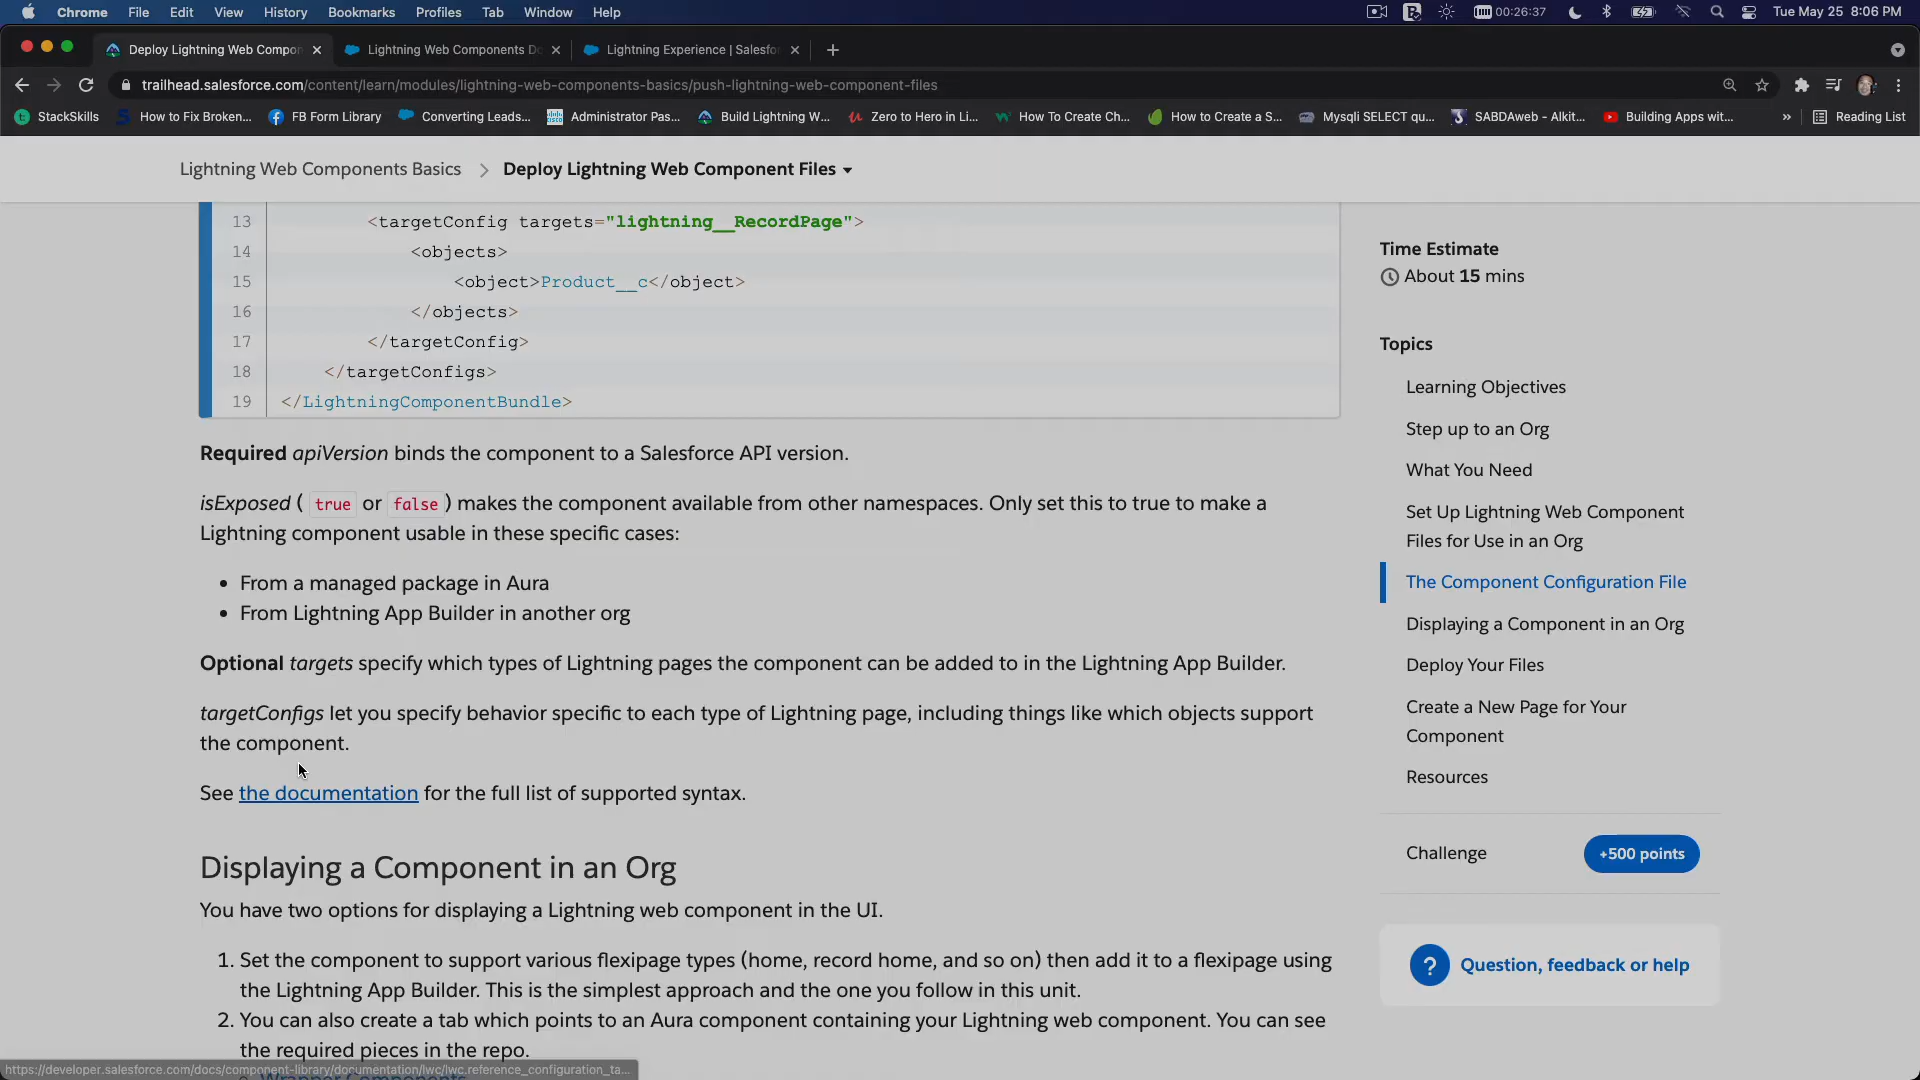 Chrome File Edit View History Bookmarks Profiles Tab Window Help 00:26:37 Tue May 25 8:06 PM
Deploy Lightning Web Compon Lightning Web Components D Lightning Experience | Salesfo
trailhead.salesforce.com/content/learn/modules/lightning-web-components-basics/push-lightning-web-component-files
StackSkills How to Fix Broken... FB Form Library Converting Leads... Administrator Pas... Build Lightning W... Zero to Hero in Li... How To Create Ch... How to Create a S... Mysqli SELECT qu... SABDAweb - Alkit... Building Apps wit... » Reading List
Lightning Web Components Basics Deploy Lightning Web Component Files
13 <targetConfig targets="lightning__RecordPage">
14 <objects>
15 <object>Product__c</object>
16 </objects>
17 </targetConfig>
18 </targetConfigs>
19 </LightningComponentBundle>
Required apiVersion binds the component to a Salesforce API version.
isExposed ( true or false ) makes the component available from other namespaces. Only set this to true to make a
Lightning component usable in these specific cases:
• From a managed package in Aura
• From Lightning App Builder in another org
Optional targets specify which types of Lightning pages the component can be added to in the Lightning App Builder.
targetConfigs let you specify behavior specific to each type of Lightning page, including things like which objects support
the component.
See the documentation for the full list of supported syntax.
Displaying a Component in an Org
You have two options for displaying a Lightning web component in the UI.
1. Set the component to support various flexipage types (home, record home, and so on) then add it to a flexipage using
the Lightning App Builder. This is the simplest approach and the one you follow in this unit.
2. You can also create a tab which points to an Aura component containing your Lightning web component. You can see
the required pieces in the repo.
Wrapper Components
https://developer.salesforce.com/docs/component-library/documentation/lwc/lwc.reference_configuration_ta...
Time Estimate
About 15 mins
Topics
Learning Objectives
Step up to an Org
What You Need
Set Up Lightning Web Component
Files for Use in an Org
The Component Configuration File
Displaying a Component in an Org
Deploy Your Files
Create a New Page for Your
Component
Resources
Challenge +500 points
? Question, feedback or help